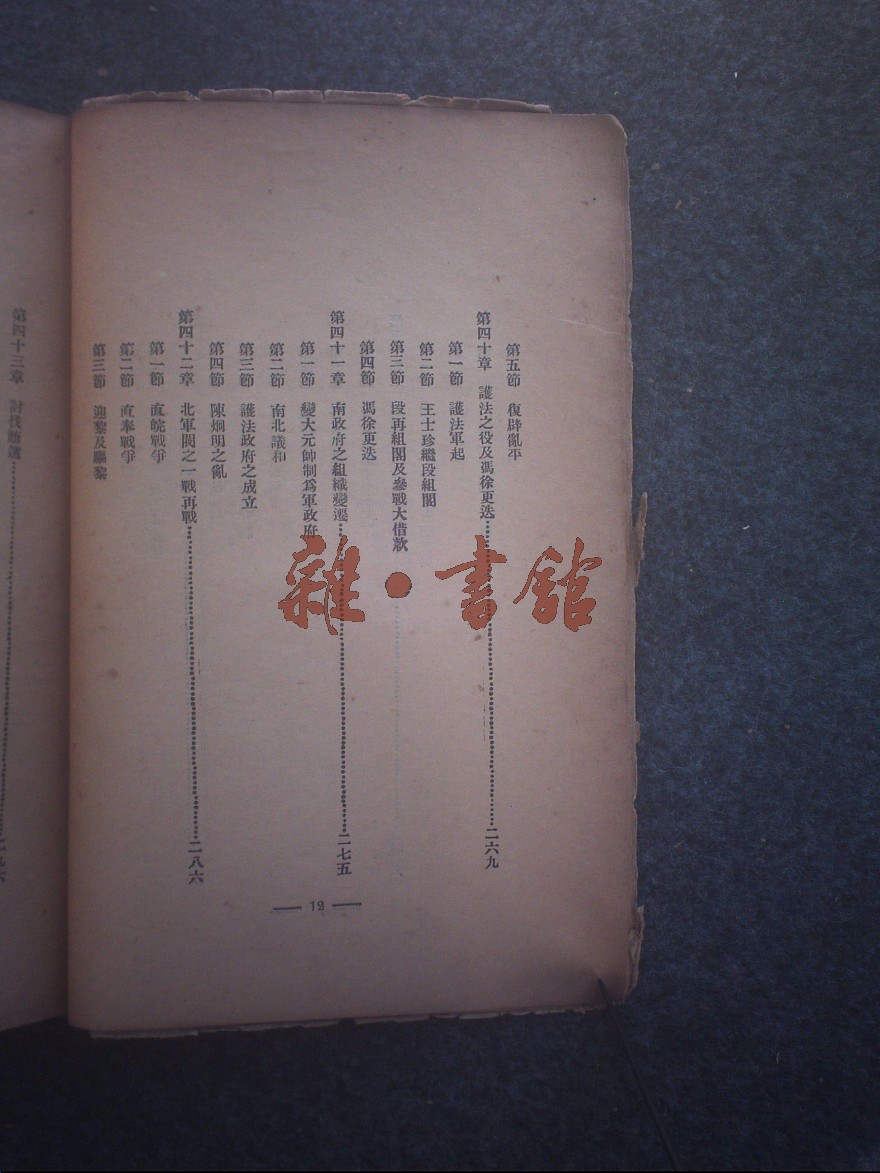 第五節　復辟亂平
第四十章　護法之役及馮徐更迭…………二六九
第一節　護法軍起
第二節　王士珍繼段組閣
第三節　段再組閣及參戰大借款
第四節　馮徐更迭
第四十一章　南政府之組織變遷…………二七五
第一節　變大元帥制爲軍政府
第二節　南北議和
第三節　護法政府之成立
第四節　陳烱明之亂
第四十二章　北軍閥之一戰再戰…………二八六
第一節　直皖戰爭
第二節　直奉戰爭
第三節　迎黎及驅黎
— 19 —
第四十三章　討伐賄選…………二九六
雜·書館